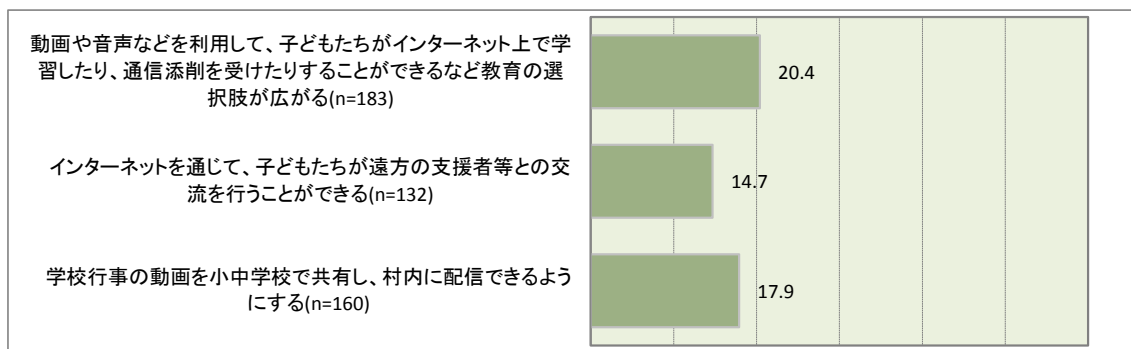 動画や音声などを利用して、子どもたちがインターネット上で学
習したり、通信添削を受けたりすることができるなど教育の選
択肢が広がる(n=183)
20.4
インターネットを通じて、子どもたちが遠方の支援者等との交
流を行うことができる(n=132)
14.7
学校行事の動画を小中学校で共有し、村内に配信できるよう
にする(n=160)
17.9